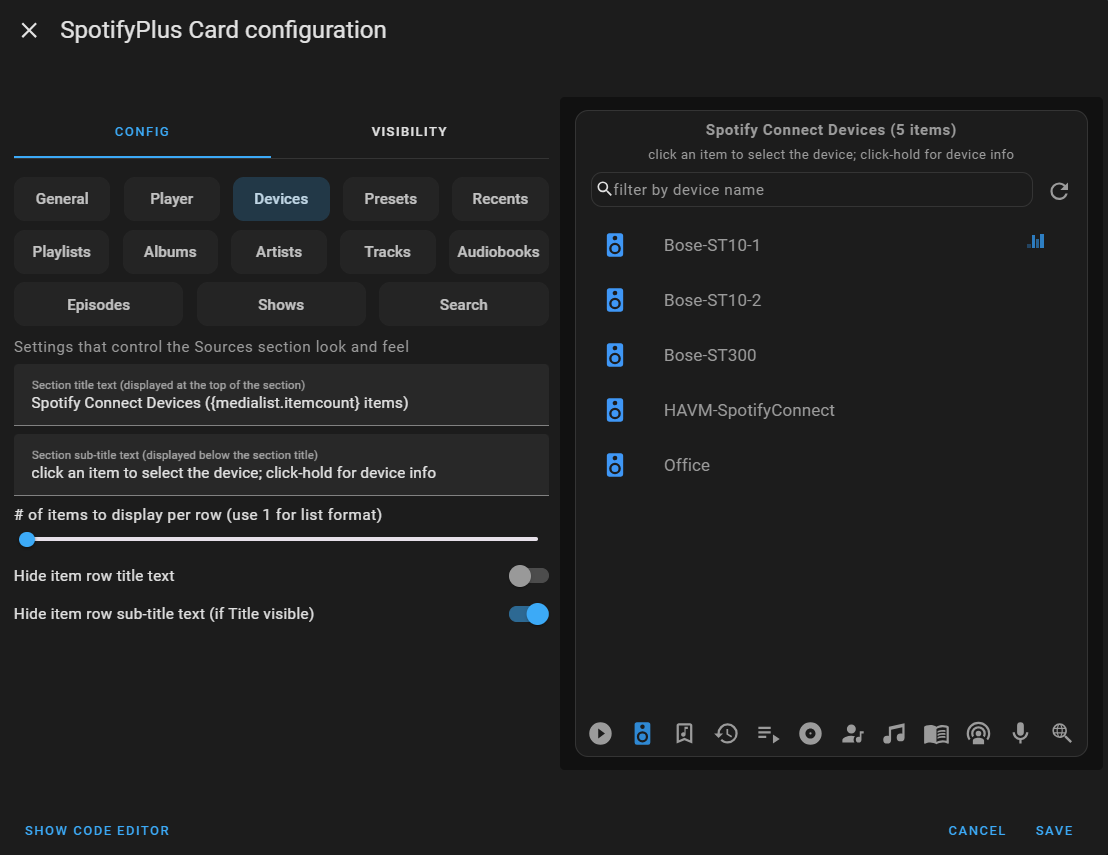 SpotifyPlus Card configuration
CONFIG
VISIBILITY
General
Player
Devices
Presets
Recents
Playlists
Albums
Artists
Tracks
Audiobooks
Episodes
Shows
Search
Settings that control the Sources section look and feel
Section title text (displayed at the top of the section)
Spotify Connect Devices ({medialist.itemcount} items)
Section sub-title text (displayed below the section title)
click an item to select the device; click-hold for device info
# of items to display per row (use 1 for list format)
Hide item row title text
Hide item row sub-title text (if Title visible)
Spotify Connect Devices (5 items)
click an item to select the device; click-hold for device info
filter by device name
Bose-ST10-1
Bose-ST10-2
Bose-ST300
HAVM-SpotifyConnect
Office
SHOW CODE EDITOR
CANCEL
SAVE